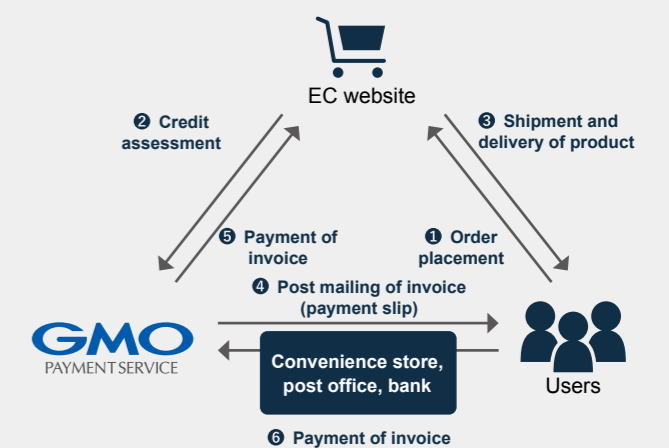 EC website
❷ Credit
assessment
❸ Shipment and
delivery of product
❺ Payment of
invoice
❶ Order
placement
❹ Post mailing of invoice
(payment slip)
GMO
PAYMENT SERVICE
Convenience store,
post office, bank
Users
❻ Payment of invoice